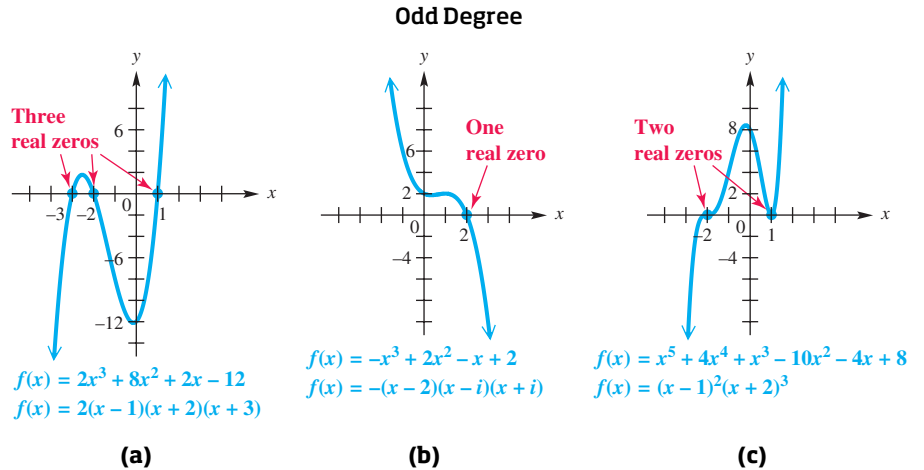 Odd Degree
y
Three
real zeros
6
x
–3
–2
0
1
–6
–12
f(x) = 2x³ + 8x² + 2x – 12
f(x) = 2(x – 1)(x + 2)(x + 3)
(a)
y
One
real zero
2
x
0
2
–4
f(x) = –x³ + 2x² – x + 2
f(x) = –(x – 2)(x – i)(x + i)
(b)
y
Two
real zeros
8
2
x
–2
0
1
–4
f(x) = x⁵ + 4x⁴ + x³ – 10x² – 4x + 8
f(x) = (x – 1)²(x + 2)³
(c)